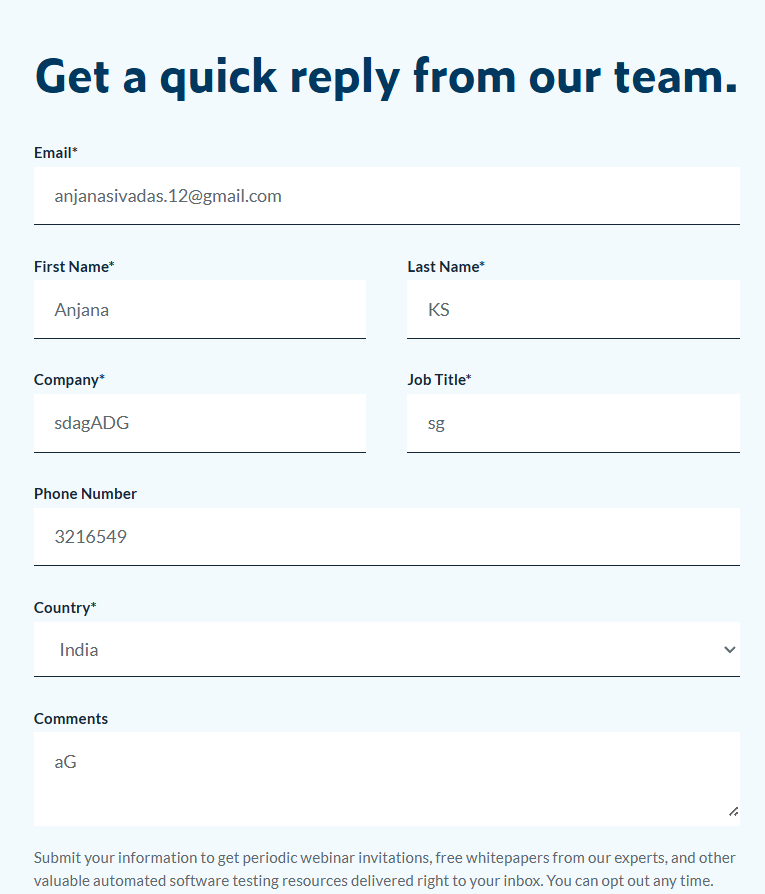 Get a quick reply from our team.
Email*
anjanasivadas.12@gmail.com
First Name* Last Name*
Anjana KS
Company* Job Title*
sdagADG sg
Phone Number
3216549
Country*
India
Comments
aG
Submit your information to get periodic webinar invitations, free whitepapers from our experts, and other
valuable automated software testing resources delivered right to your inbox. You can opt out any time.